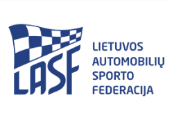 LASF
LIETUVOS
AUTOMOBILIŲ
SPORTO
FEDERACIJA